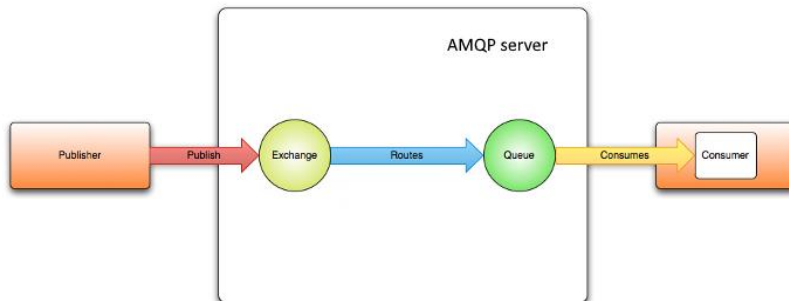 AMQP server
Publisher
Publish
Exchange
Routes
Queue
Consumes
Consumer